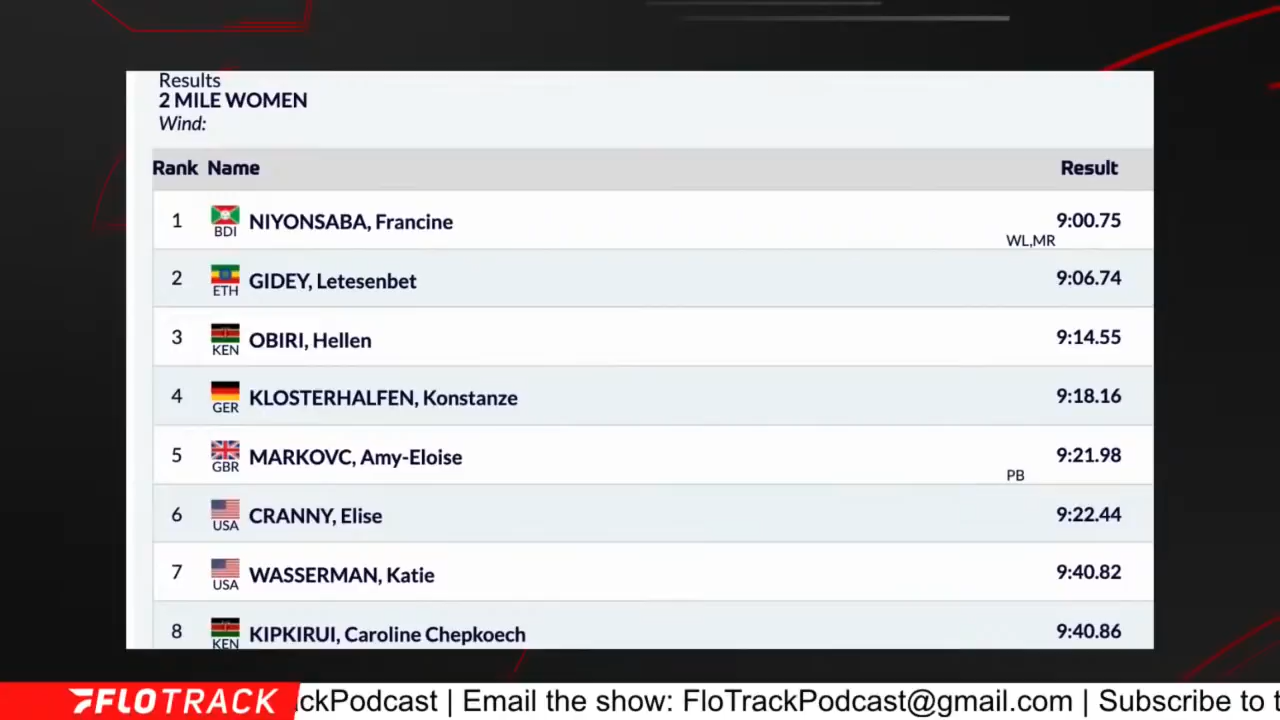 Results
2 MILE WOMEN
Wind:
Rank Name Result
1 BDI NIYONSABA, Francine 9:00.75
WL,MR
2 ETH GIDEY, Letesenbet 9:06.74
3 KEN OBIRI, Hellen 9:14.55
4 GER KLOSTERHALFEN, Konstanze 9:18.16
5 GBR MARKOVC, Amy-Eloise 9:21.98
PB
6 USA CRANNY, Elise 9:22.44
7 USA WASSERMAN, Katie 9:40.82
8 KEN KIPKIRUI, Caroline Chepkoech 9:40.86
FLOTRACK ckPodcast | Email the show: FloTrackPodcast@gmail.com | Subscribe to t